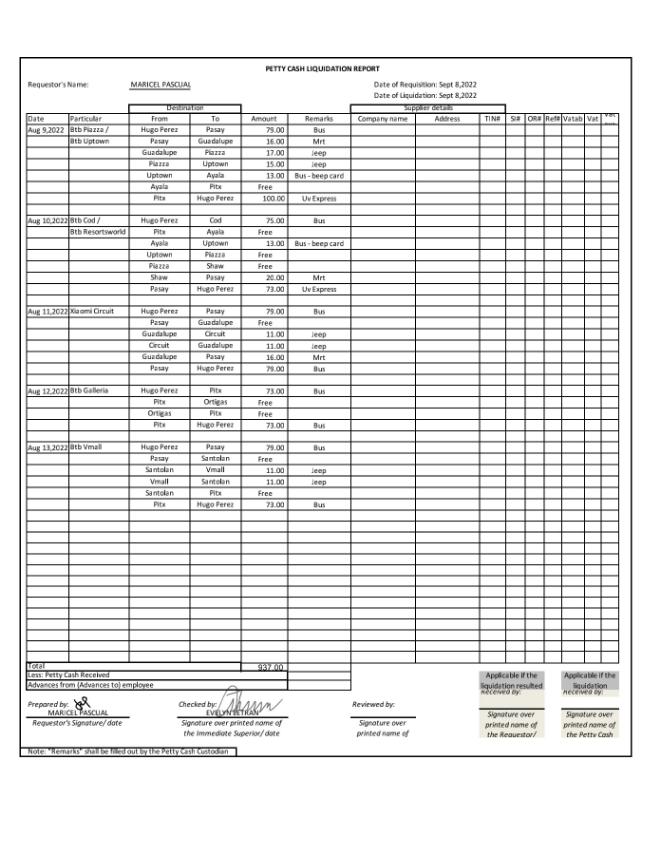 PETTY CASH LIQUIDATION REPORT
Requestor's Name: MARICEL PASCUAL Date of Requisition: Sept 8,2022
Date of Liquidation: Sept 8,2022
Destination Supplier details
Date Particular From To Amount Remarks Company name Address TIN# SI# OR# Ref# Vatab Vat
Aug 9,2022 Btb Piazza / Hugo Perez Pasay 79.00 Bus
Btb Uptown Pasay Guadalupe 16.00 Mrt
Guadalupe Piazza 17.00 Jeep
Piazza Uptown 15.00 Jeep
Uptown Ayala 13.00 Bus - beep card
Ayala Pitx Free
Pitx Hugo Perez 100.00 Uv Express
Aug 10,2022 Btb Cod / Hugo Perez Cod 75.00 Bus
Btb Resortsworld Pitx Ayala Free
Ayala Uptown 13.00 Bus - beep card
Uptown Piazza Free
Piazza Shaw Free
Shaw Pasay 20.00 Mrt
Pasay Hugo Perez 73.00 Uv Express
Aug 11,2022 Xiaomi Circuit Hugo Perez Pasay 79.00 Bus
Pasay Guadalupe Free
Guadalupe Circuit 11.00 Jeep
Circuit Guadalupe 11.00 Jeep
Guadalupe Pasay 16.00 Mrt
Pasay Hugo Perez 79.00 Bus
Aug 12,2022 Btb Galleria Hugo Perez Pitx 73.00 Bus
Pitx Ortigas Free
Ortigas Pitx Free
Pitx Hugo Perez 73.00 Bus
Aug 13,2022 Btb Vmall Hugo Perez Pasay 79.00 Bus
Pasay Santolan Free
Santolan Vmall 11.00 Jeep
Vmall Santolan 11.00 Jeep
Santolan Pitx Free
Pitx Hugo Perez 73.00 Bus
Total 937.00
Less: Petty Cash Received
Advances from (Advances to) employee
Applicable if the Applicable if the
liquidation resulted liquidation
Prepared by: Checked by: Reviewed by: Received by: Received by:
MARICEL PASCUAL
Requestor's Signature/ date Signature over printed name of Signature over Signature over Signature over
the Immediate Superior/ date printed name of printed name of printed name of
the Requestor/ the Petty Cash
Note: "Remarks" shall be filled out by the Petty Cash Custodian